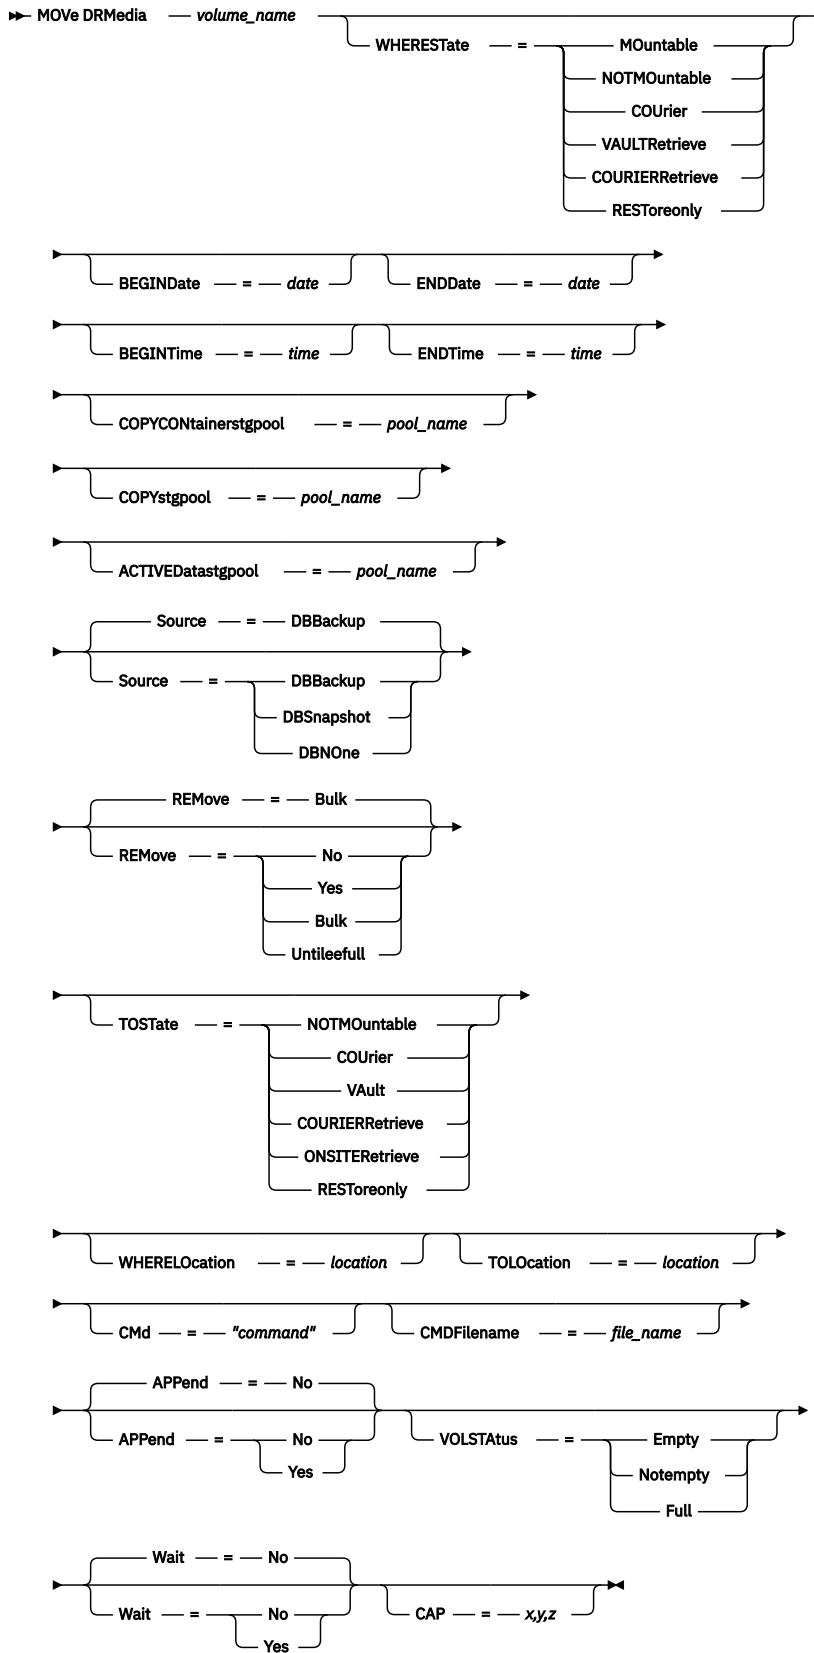 MOVe DRMedia volume_name
WHERESTate = MOuntable
NOTMOuntable
COUrier
VAULTRetrieve
COURIERRetrieve
RESToreonly
BEGINDate = date ENDDate = date
BEGINTime = time ENDTime = time
COPYCONtainerstgpool = pool_name
COPYstgpool = pool_name
ACTIVEDatastgpool = pool_name
Source = DBBackup
Source = DBBackup
DBSnapshot
DBNOne
REMove = Bulk
REMove = No
Yes
Bulk
Untileefull
TOSTate = NOTMOuntable
COUrier
VAult
COURIERRetrieve
ONSITERetrieve
RESToreonly
WHERELOcation = location TOLOcation = location
CMd = "command" CMDFilename = file_name
APPend = No
APPend = No VOLSTAtus = Empty
Yes Notempty
Full
Wait = No
Wait = No CAP = x,y,z
Yes